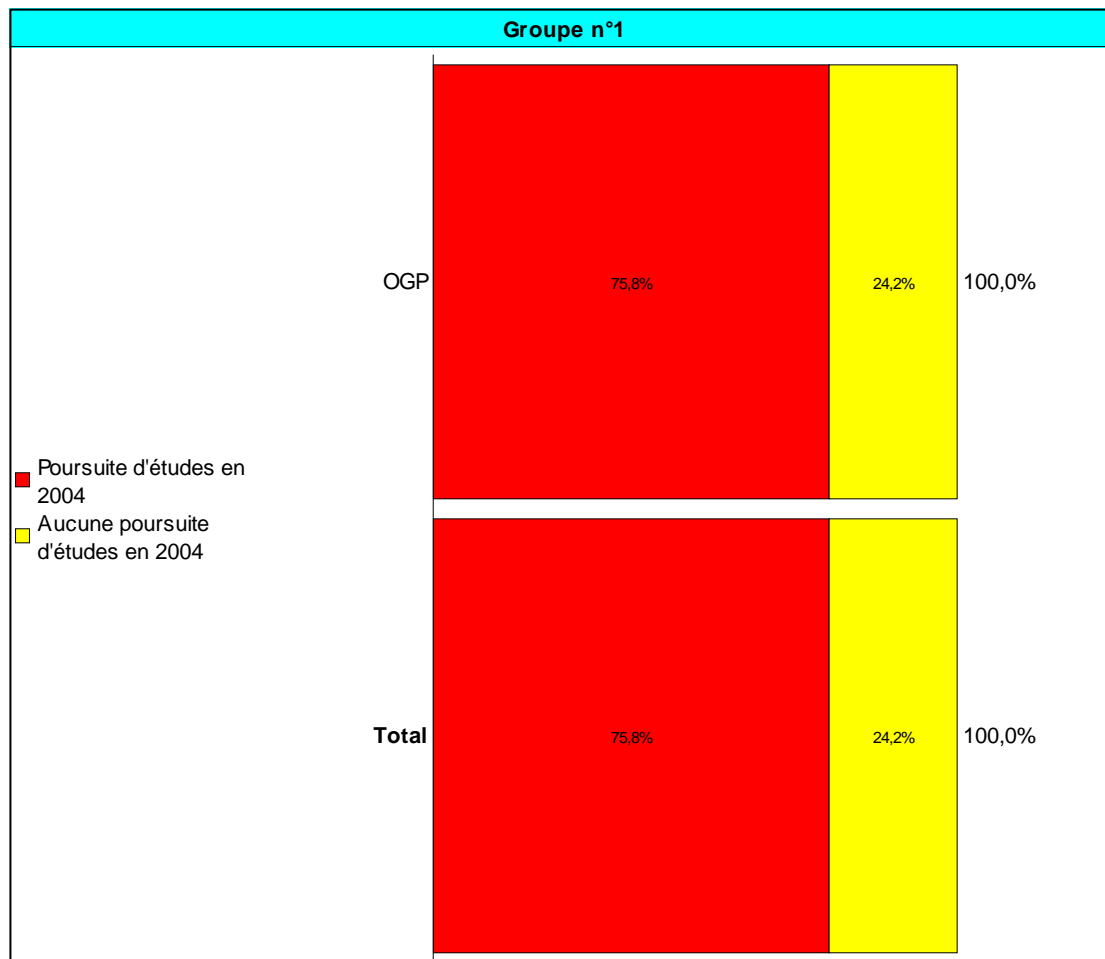 Groupe n°1
OGP
75,8%
24,2%
100,0%
Poursuite d'études en
2004
Aucune poursuite
d'études en 2004
Total
75,8%
24,2%
100,0%